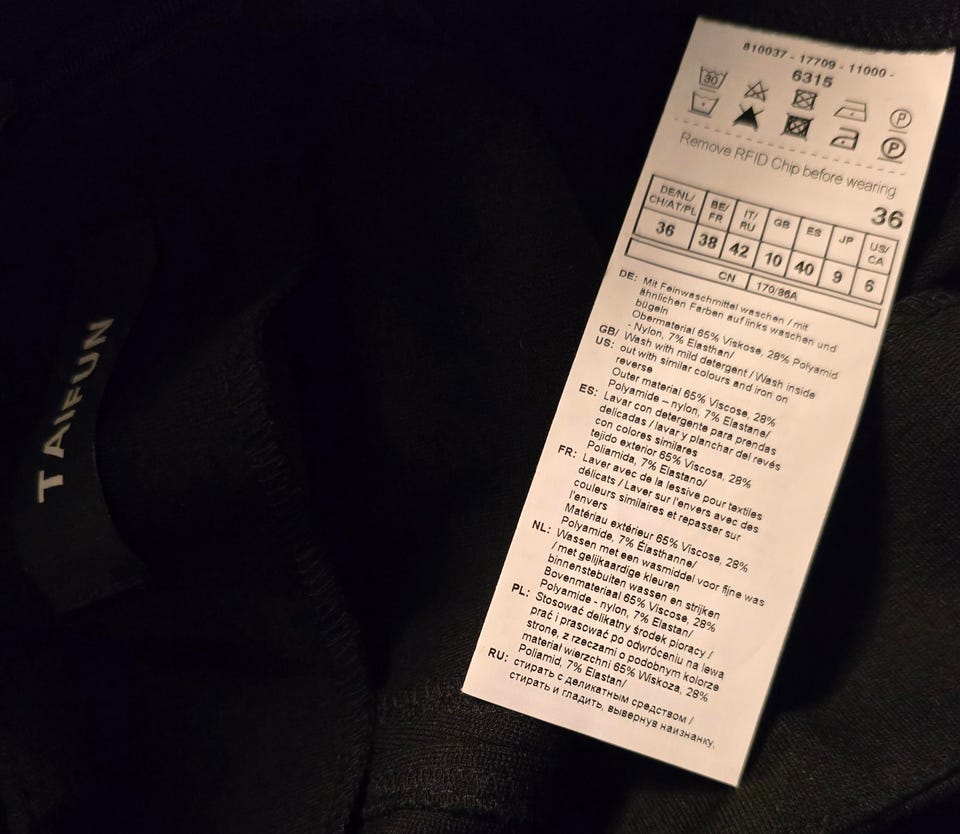 TAIFUN
810037 - 17709 - 11000 -
6315
30
P
P
Remove RFID Chip before wearing
36
DE/NL/ CH/AT/PL BE/ FR IT/ RU GB ES JP US/ CA
36 38 42 10 40 9 6
CN 170/86A
DE: Mit Feinwaschmittel waschen / mit
ähnlichen Farben auf links waschen und
bügeln
Obermaterial 65% Viskose, 28% Polyamid
- Nylon, 7% Elasthan/
GB/ US: Wash with mild detergent / Wash inside
out with similar colours and iron on
reverse
Outer material 65% Viscose, 28%
Polyamide – nylon, 7% Elastane/
ES: Lavar con detergente para prendas
delicadas / lavar y planchar del revés
con colores similares
tejido exterior 65% Viscosa, 28%
Poliamida, 7% Elastano/
FR: Laver avec de la lessive pour textiles
délicats / Laver sur l'envers avec des
couleurs similaires et repasser sur
l'envers
Matériau extérieur 65% Viscose, 28%
Polyamide, 7% Élasthanne/
NL: Wassen met een wasmiddel voor fijne was
/ met gelijkaardige kleuren
binnenstebuiten wassen en strijken
Bovenmateriaal 65% Viscose, 28%
Polyamide - nylon, 7% Elastan/
PL: Stosować delikatny środek piorący /
prać i prasować po odwróceniu na lewa
stronę, z rzeczami o podobnym kolorze
materiał wierzchni 65% Wiskoza, 28%
Poliamid, 7% Elastan/
RU: стирать с деликатным средством /
стирать и гладить, вывернув наизнанку,